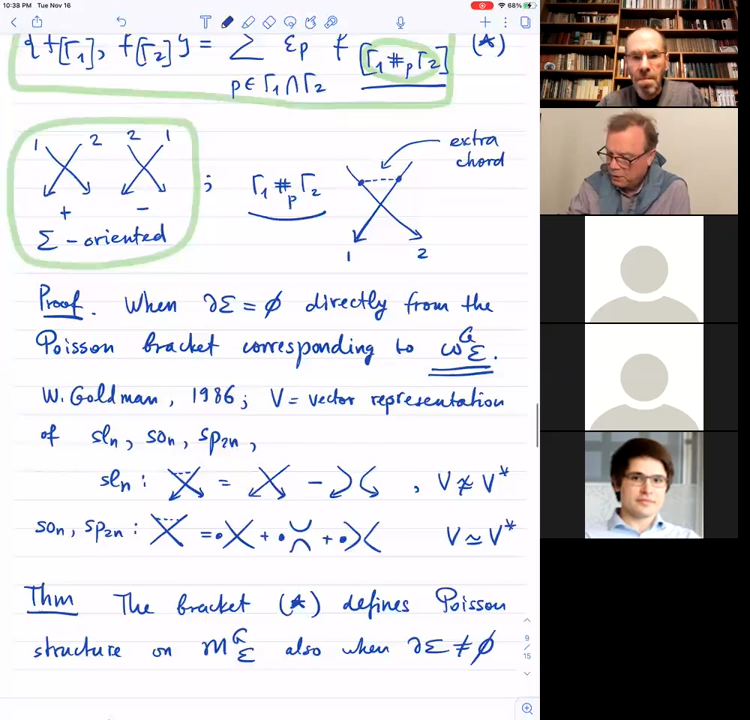 10:38 PM Tue Nov 16
68%
{f[Γ₁], f[Γ₂]} = Σ εp f [Γ₁ #p Γ₂] (★)
p ∈ Γ₁ ∩ Γ₂
1 2 2 1
+ −
Σ - oriented
; Γ₁ #p Γ₂
extra
chord
1 2
Proof. When ∂Σ = ∅ directly from the
Poisson bracket corresponding to ω^G_Σ.
W. Goldman, 1986; V = vector representation
of sln, son, sp2n,
sln : = − , V ≄ V*
son, sp2n : = • + • + • V ≃ V*
Thm The bracket (★) defines Poisson
structure on M^G_Σ also when ∂Σ ≠ ∅
9
/
15